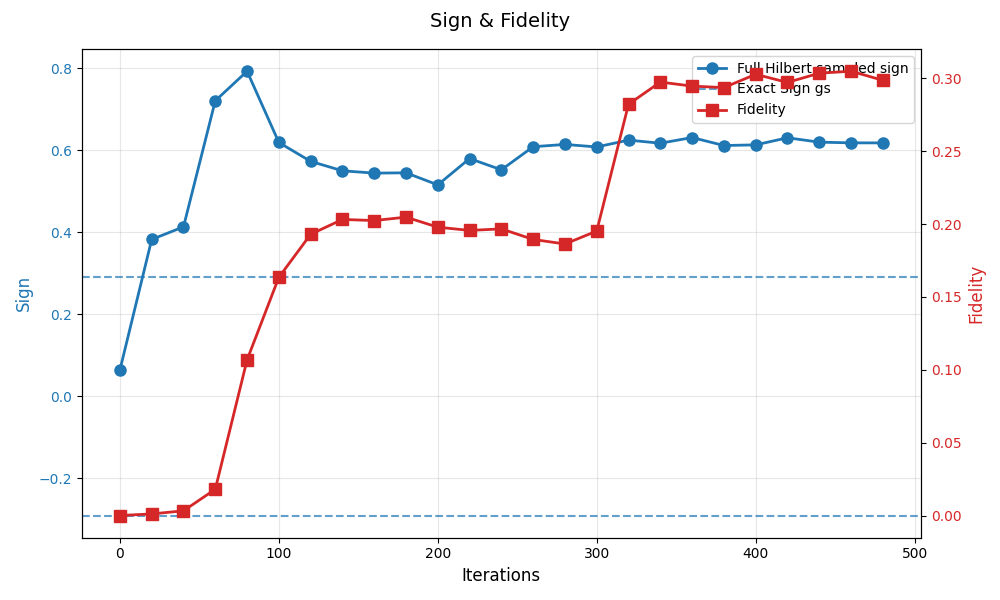 Sign & Fidelity
Full Hilbert sampled sign
Exact Sign gs
Fidelity
0.8
0.6
0.4
0.2
0.0
−0.2
Sign
0.30
0.25
0.20
0.15
0.10
0.05
0.00
Fidelity
0
100
200
300
400
500
Iterations